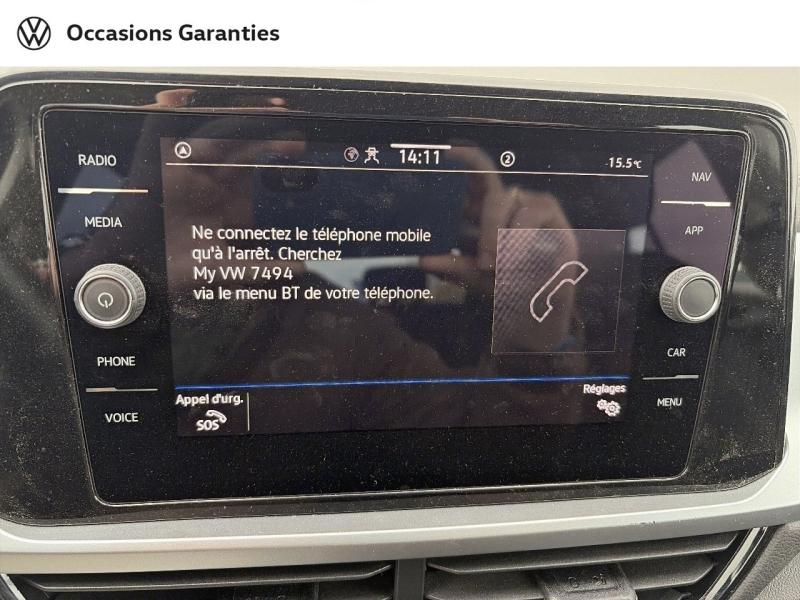 Occasions Garanties
RADIO
MEDIA
PHONE
VOICE
14:11
2
15.5°C
Ne connectez le téléphone mobile
qu'à l'arrêt. Cherchez
My VW 7494
via le menu BT de votre téléphone.
Appel d'urg.
SOS
Réglages
NAV
APP
CAR
MENU